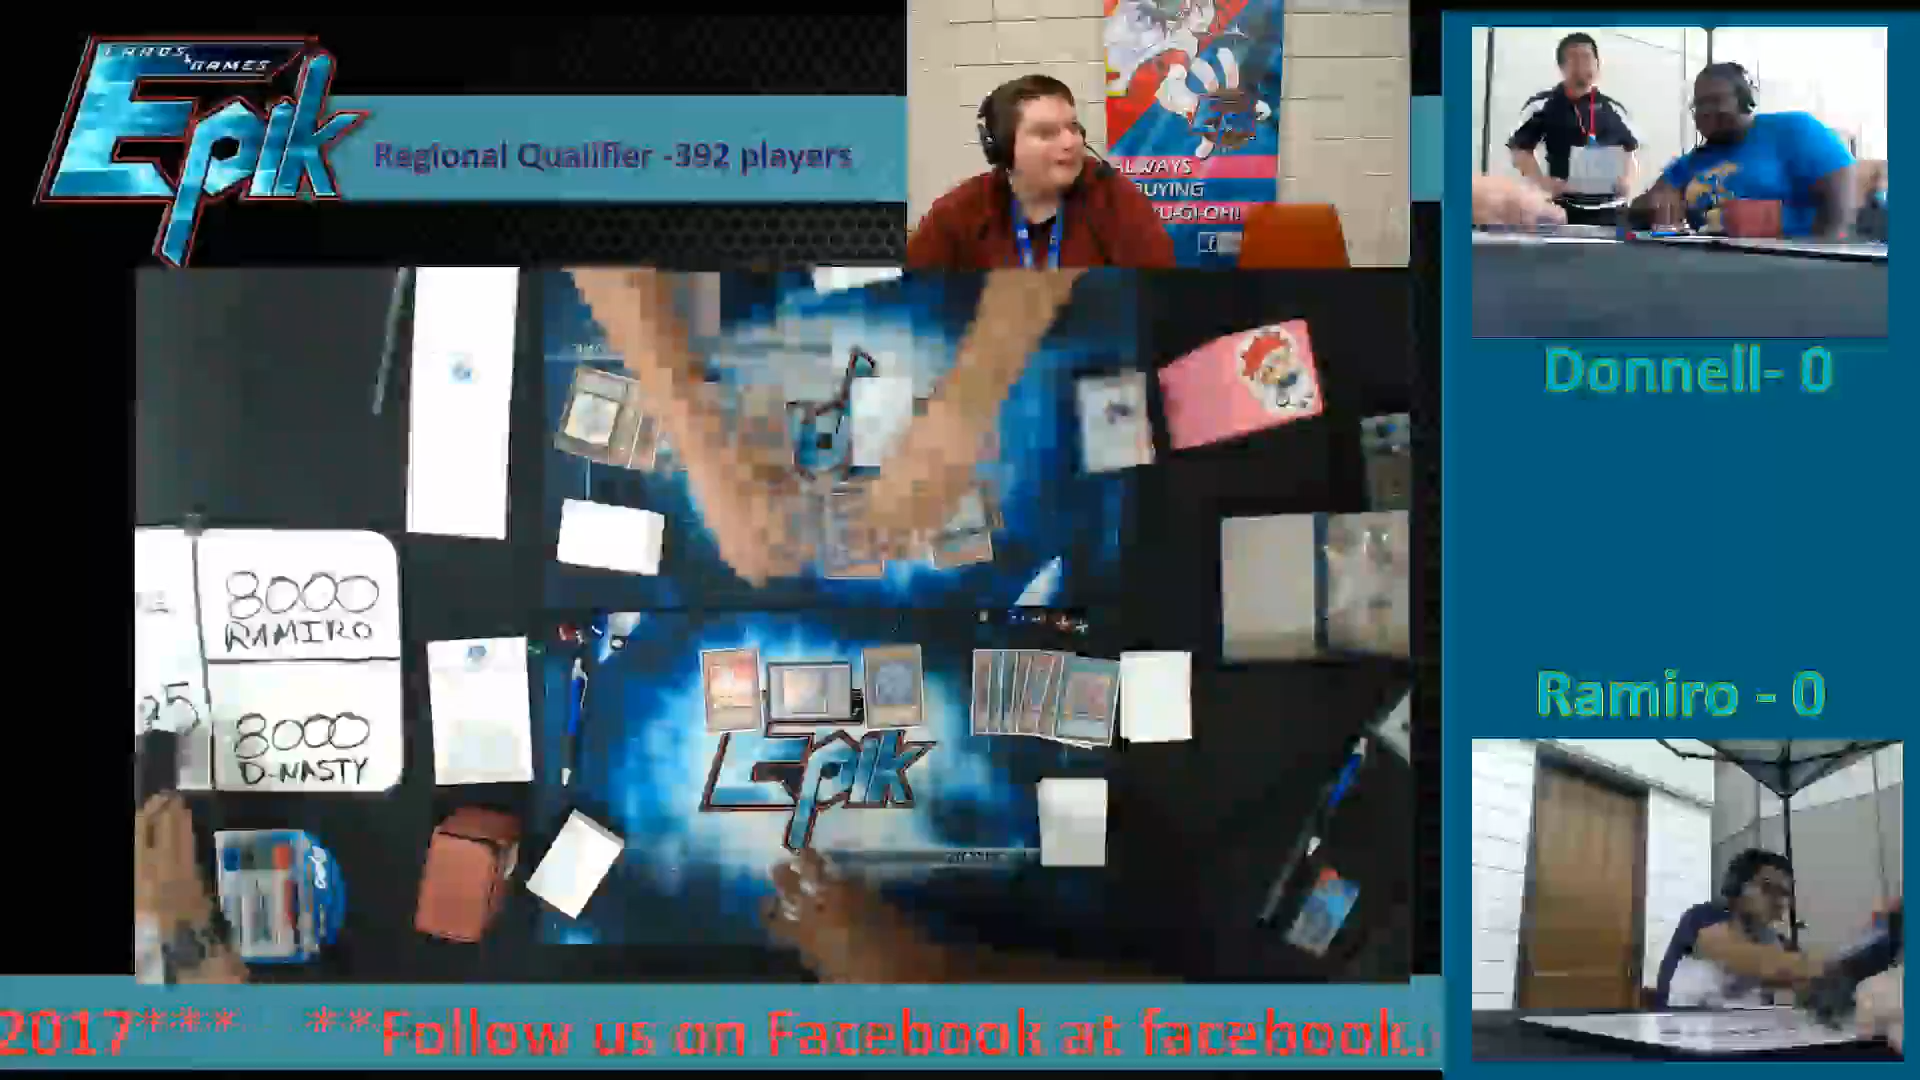 CARDS & GAMES
Epik
Regional Qualifier -392 players
ALWAYS
BUYING
YU-GI-OH!
f
Donnell- 0
Ramiro - 0
8000
RAMIRO
25
8000
D-NASTY
Epik
2017*** **Follow us on Facebook at facebook.